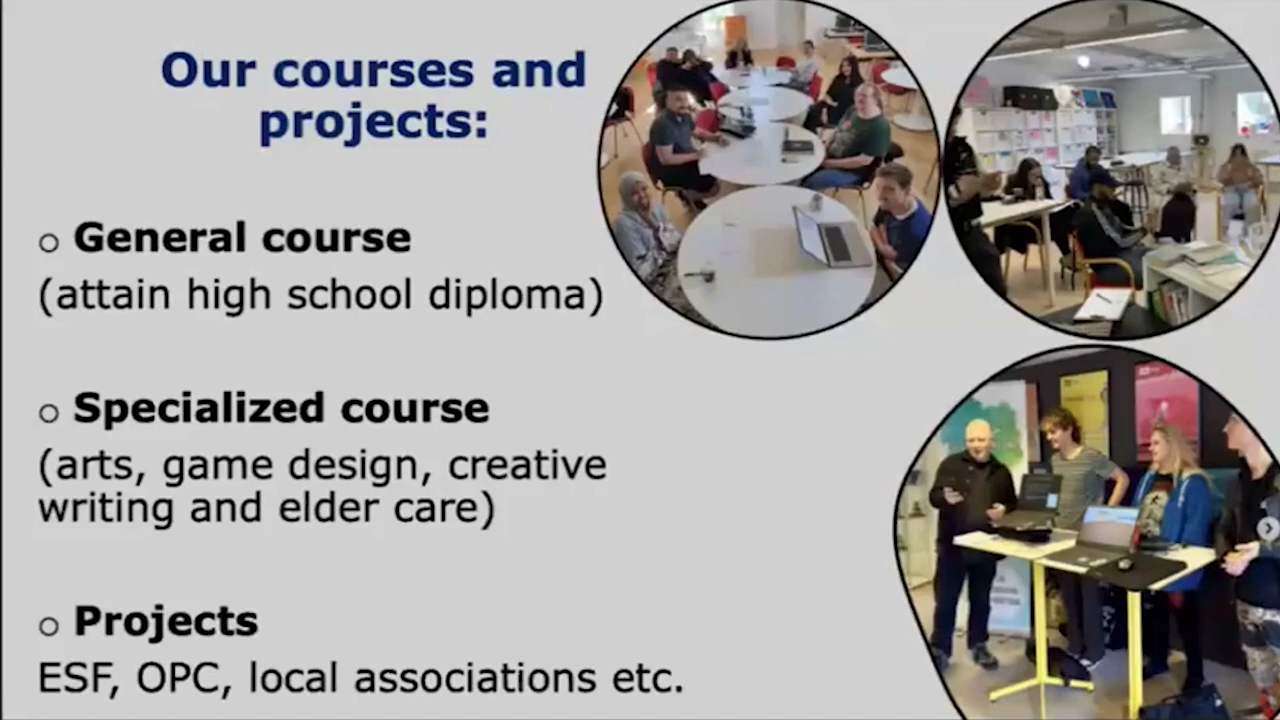 Our courses and
projects:
○ General course
(attain high school diploma)
○ Specialized course
(arts, game design, creative
writing and elder care)
○ Projects
ESF, OPC, local associations etc.